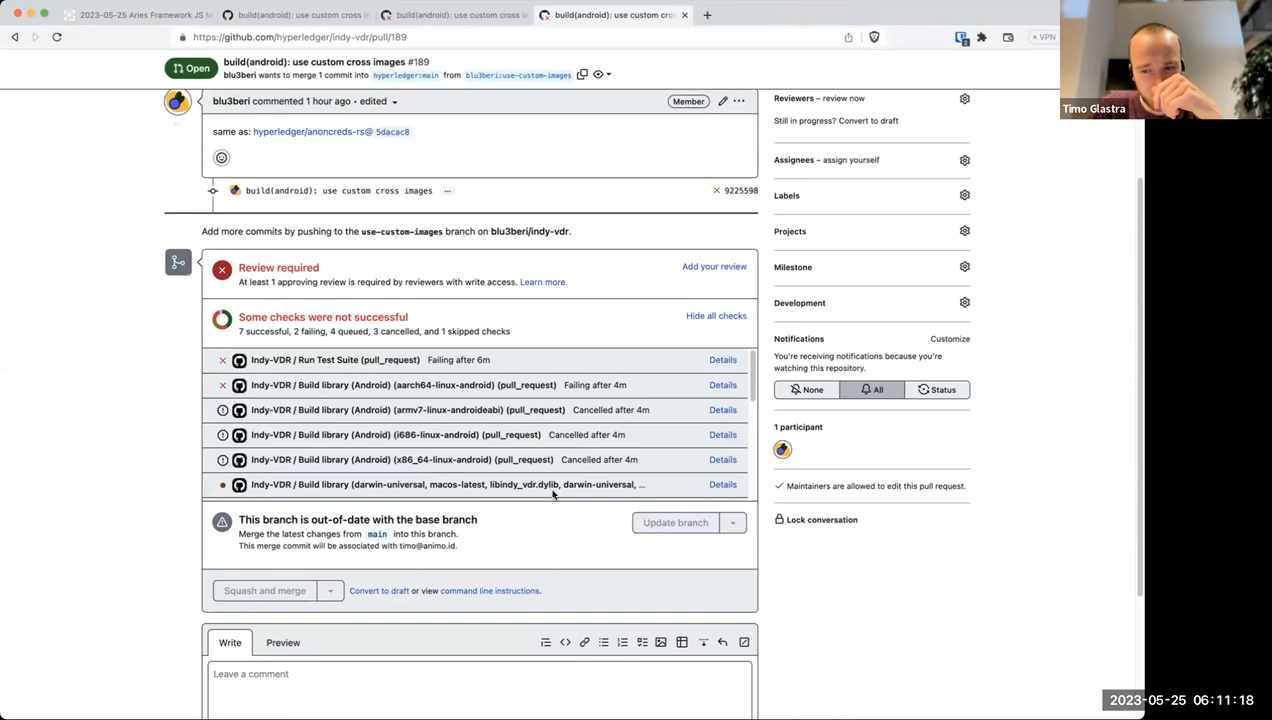 2023-05-25 Aries Framework JS M
build(android): use custom cross i
build(android): use custom cross im
build(android): use custom cro
https://github.com/hyperledger/indy-vdr/pull/189
VPN
Open
build(android): use custom cross images #189
blu3beri wants to merge 1 commit into hyperledger:main from blu3beri:use-custom-images
Timo Glastra
blu3beri commented 1 hour ago • edited
Member
same as: hyperledger/anoncreds-rs@ 5dacac8
build(android): use custom cross images
9225598
Add more commits by pushing to the use-custom-images branch on blu3beri/indy-vdr.
Review required
Add your review
At least 1 approving review is required by reviewers with write access. Learn more.
Some checks were not successful
Hide all checks
7 successful, 2 failing, 4 queued, 3 cancelled, and 1 skipped checks
Indy-VDR / Run Test Suite (pull_request) Failing after 6m Details
Indy-VDR / Build library (Android) (aarch64-linux-android) (pull_request) Failing after 4m Details
Indy-VDR / Build library (Android) (armv7-linux-androideabi) (pull_request) Cancelled after 4m Details
Indy-VDR / Build library (Android) (i686-linux-android) (pull_request) Cancelled after 4m Details
Indy-VDR / Build library (Android) (x86_64-linux-android) (pull_request) Cancelled after 4m Details
Indy-VDR / Build library (darwin-universal, macos-latest, libindy_vdr.dylib, darwin-universal, ... Details
This branch is out-of-date with the base branch
Merge the latest changes from main into this branch.
This merge commit will be associated with timo@animo.id.
Update branch
Squash and merge
Convert to draft or view command line instructions.
Write
Preview
Leave a comment
Reviewers – review now
Still in progress? Convert to draft
Assignees – assign yourself
Labels
Projects
Milestone
Development
Notifications
Customize
You're receiving notifications because you're
watching this repository.
None
All
Status
1 participant
Maintainers are allowed to edit this pull request.
Lock conversation
2023-05-25 06:11:18